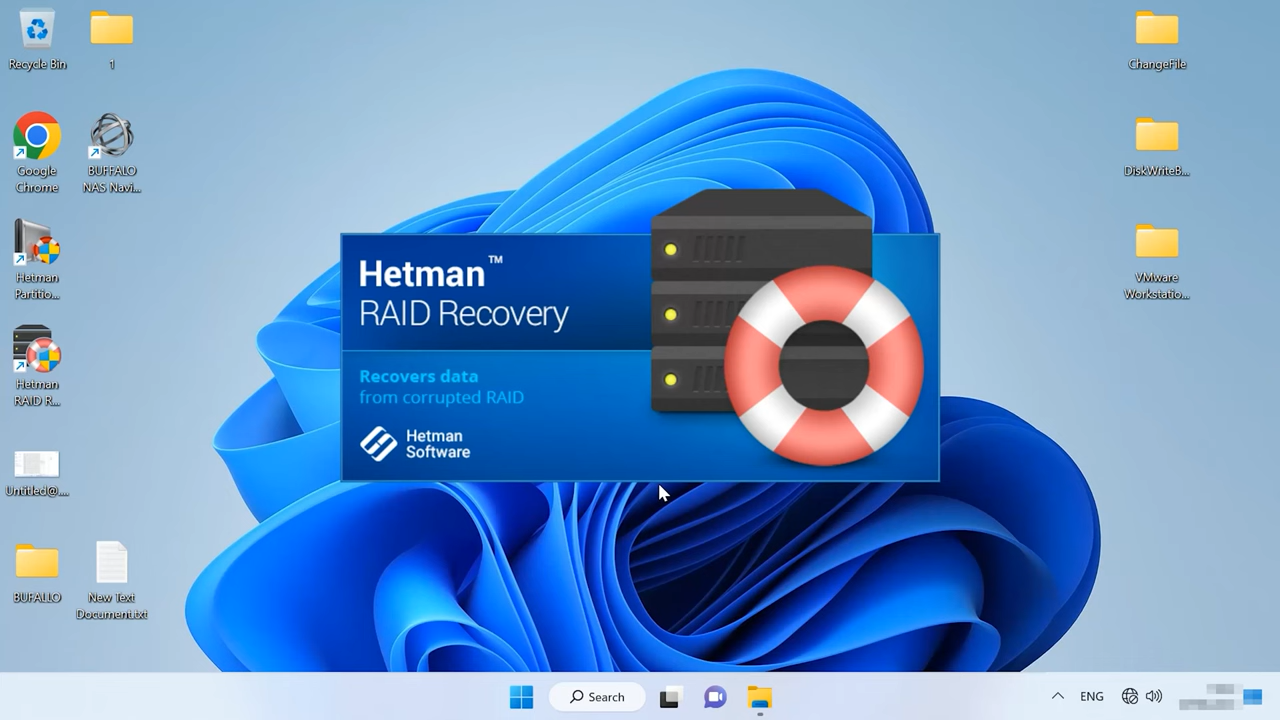 Recycle Bin
1
Google
Chrome
BUFFALO
NAS Navi...
Hetman
Partitio...
Hetman
RAID R...
Untitled@....
BUFALLO
New Text
Document.txt
Hetman™
RAID Recovery
Recovers data
from corrupted RAID
Hetman
Software
ChangeFile
DiskWriteB...
VMware
Workstatio...
Search
ENG